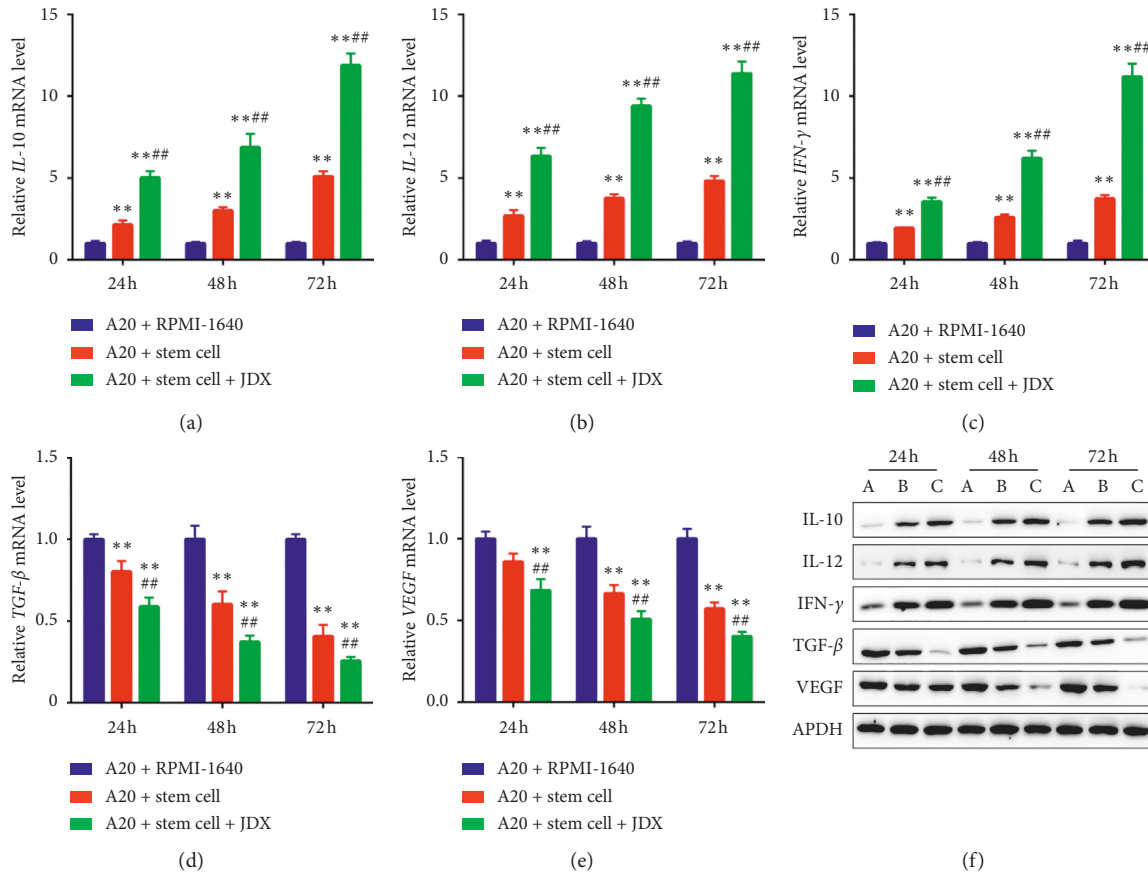 Relative IL-10 mRNA level
15
10
5
0
**
**##
**
**##
**
**##
24h 48h 72h
A20 + RPMI-1640
A20 + stem cell
A20 + stem cell + JDX
(a)
Relative IL-12 mRNA level
15
10
5
0
**
**##
**
**##
**
**##
24h 48h 72h
A20 + RPMI-1640
A20 + stem cell
A20 + stem cell + JDX
(b)
Relative IFN-γ mRNA level
15
10
5
0
**
**##
**
**##
**
**##
24h 48h 72h
A20 + RPMI-1640
A20 + stem cell
A20 + stem cell + JDX
(c)
Relative TGF-β mRNA level
1.5
1.0
0.5
0.0
**
**
##
**
**
##
**
**
##
24h 48h 72h
A20 + RPMI-1640
A20 + stem cell
A20 + stem cell + JDX
(d)
Relative VEGF mRNA level
1.5
1.0
0.5
0.0
**
##
**
**
##
**
**
##
24h 48h 72h
A20 + RPMI-1640
A20 + stem cell
A20 + stem cell + JDX
(e)
24h 48h 72h
A B C A B C A B C
IL-10
IL-12
IFN-γ
TGF-β
VEGF
APDH
(f)